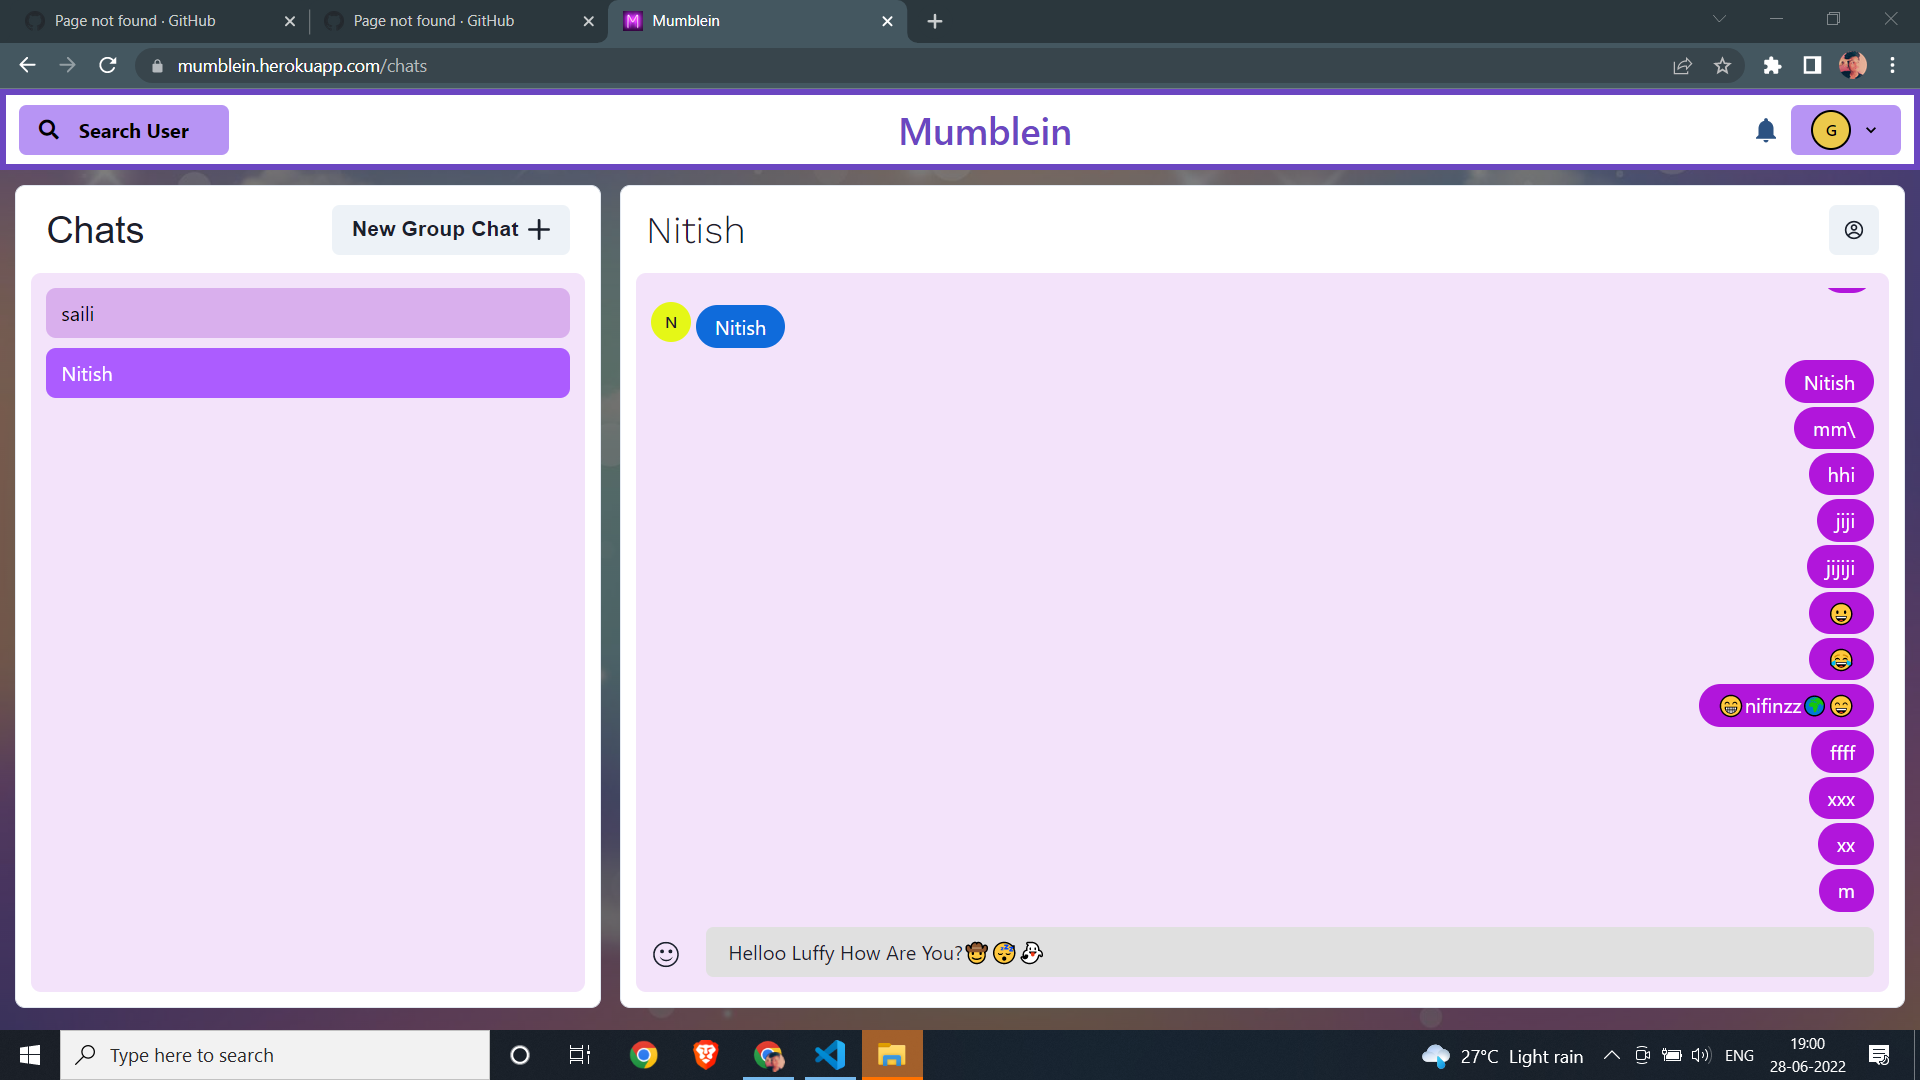 Page not found · GitHub
Page not found · GitHub
M Mumblein
mumblein.herokuapp.com/chats
Search User
Mumblein
G
Chats
New Group Chat
saili
Nitish
Nitish
N Nitish
Nitish
mm\
hhi
jiji
jijiji
😀
😂
😁nifinzz🌍😄
ffff
xxx
xx
m
Helloo Luffy How Are You?🤠😴👻
Type here to search
27°C Light rain
ENG
19:00
28-06-2022